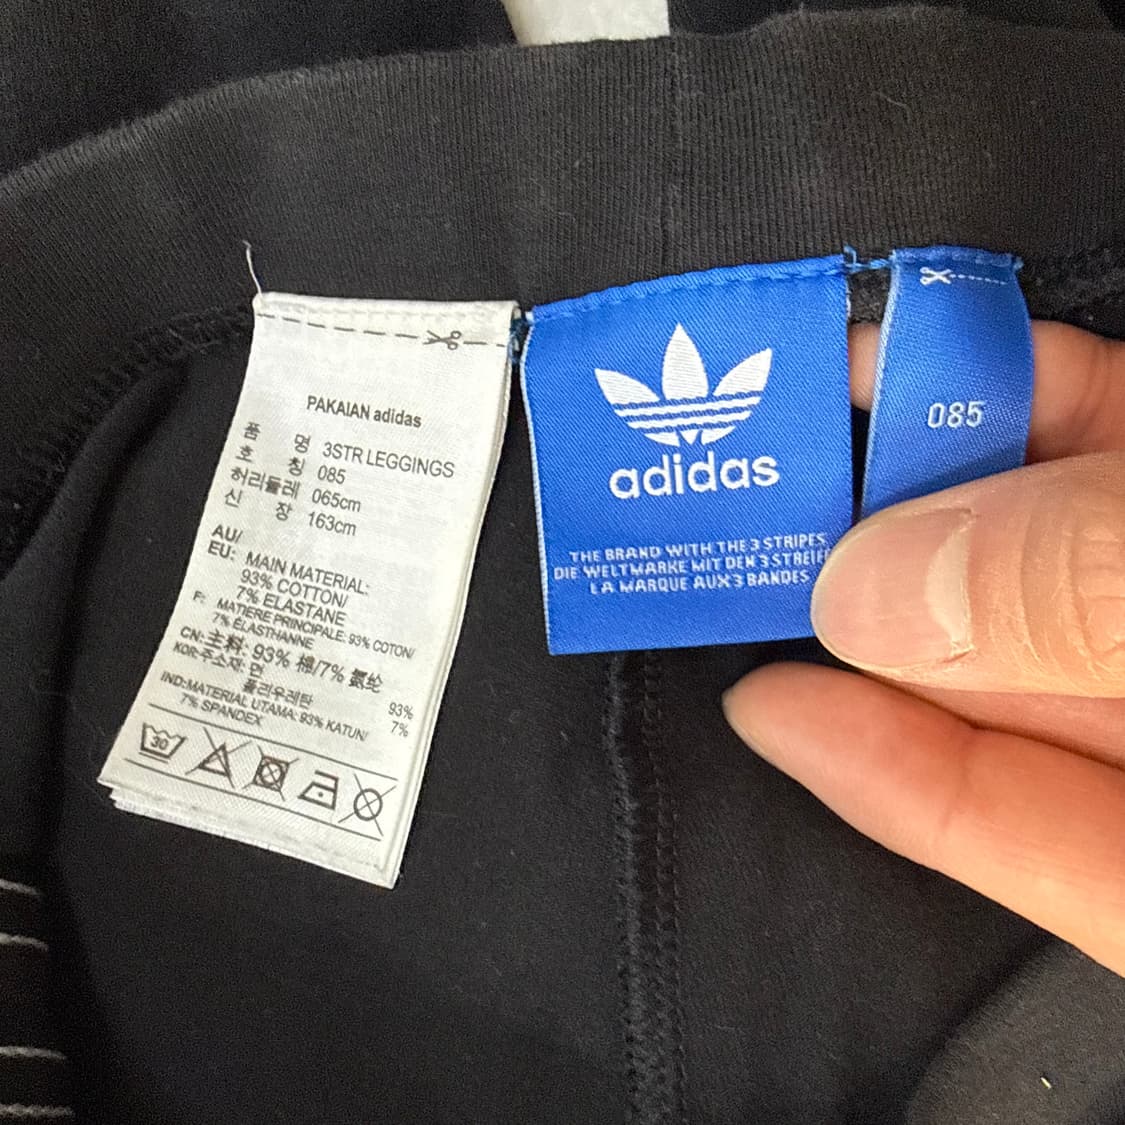 PAKAIAN adidas
품 명 3STR LEGGINGS
호 칭 085
허리둘레 065cm
신 장 163cm
AU/
EU: MAIN MATERIAL:
93% COTTON/
7% ELASTANE
F: MATIERE PRINCIPALE: 93% COTON/
7% ÉLASTHANNE
CN: 主料: 93% 棉/7% 氨纶
KOR: 주소재: 면 93%
폴리우레탄 7%
IND: MATERIAL UTAMA: 93% KATUN/
7% SPANDEX
30
adidas
THE BRAND WITH THE 3 STRIPES
DIE WELTMARKE MIT DEN 3 STREIFE
LA MARQUE AUX 3 BANDES
085